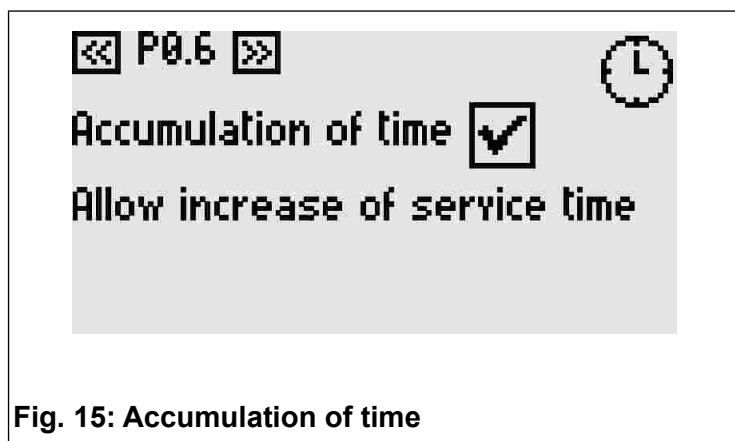 << P0.6 >>
Accumulation of time
Allow increase of service time
Fig. 15: Accumulation of time